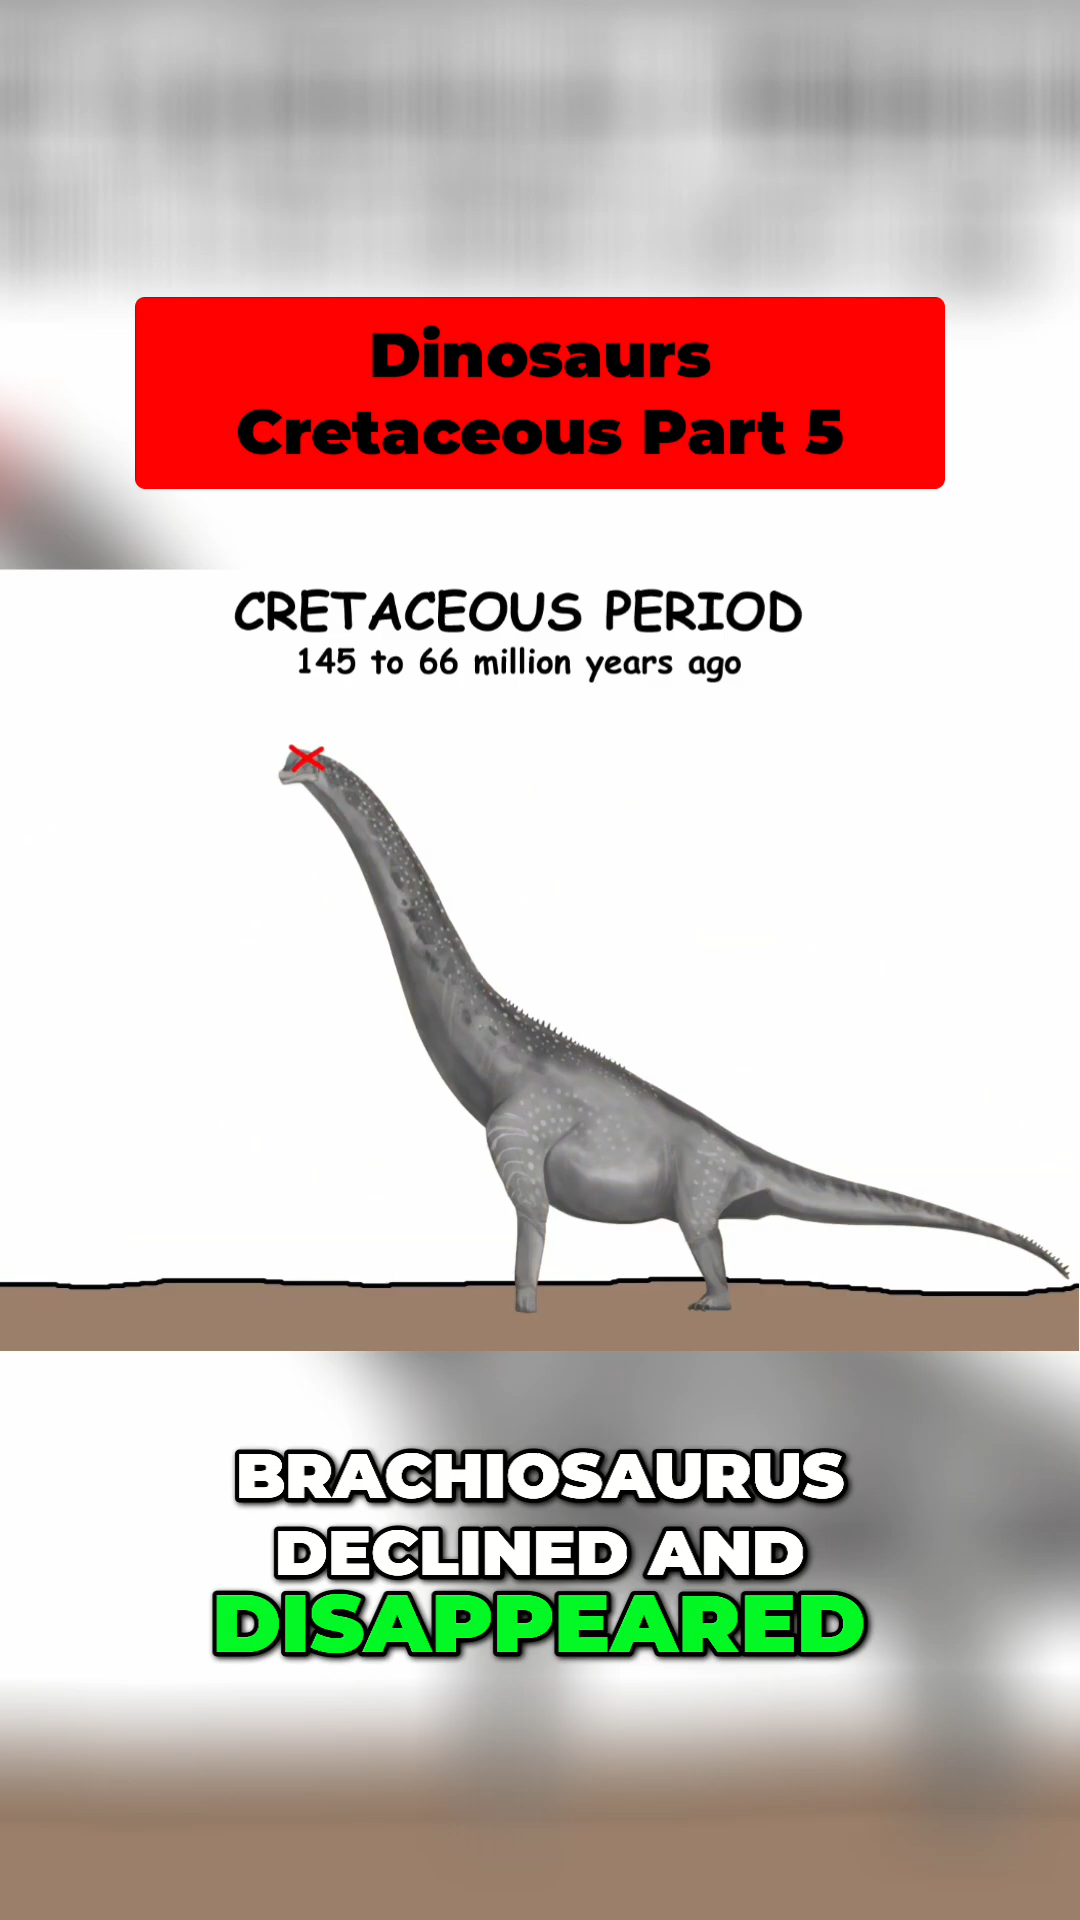 Dinosaurs
Cretaceous Part 5
CRETACEOUS PERIOD
145 to 66 million years ago
BRACHIOSAURUS
DECLINED AND
DISAPPEARED